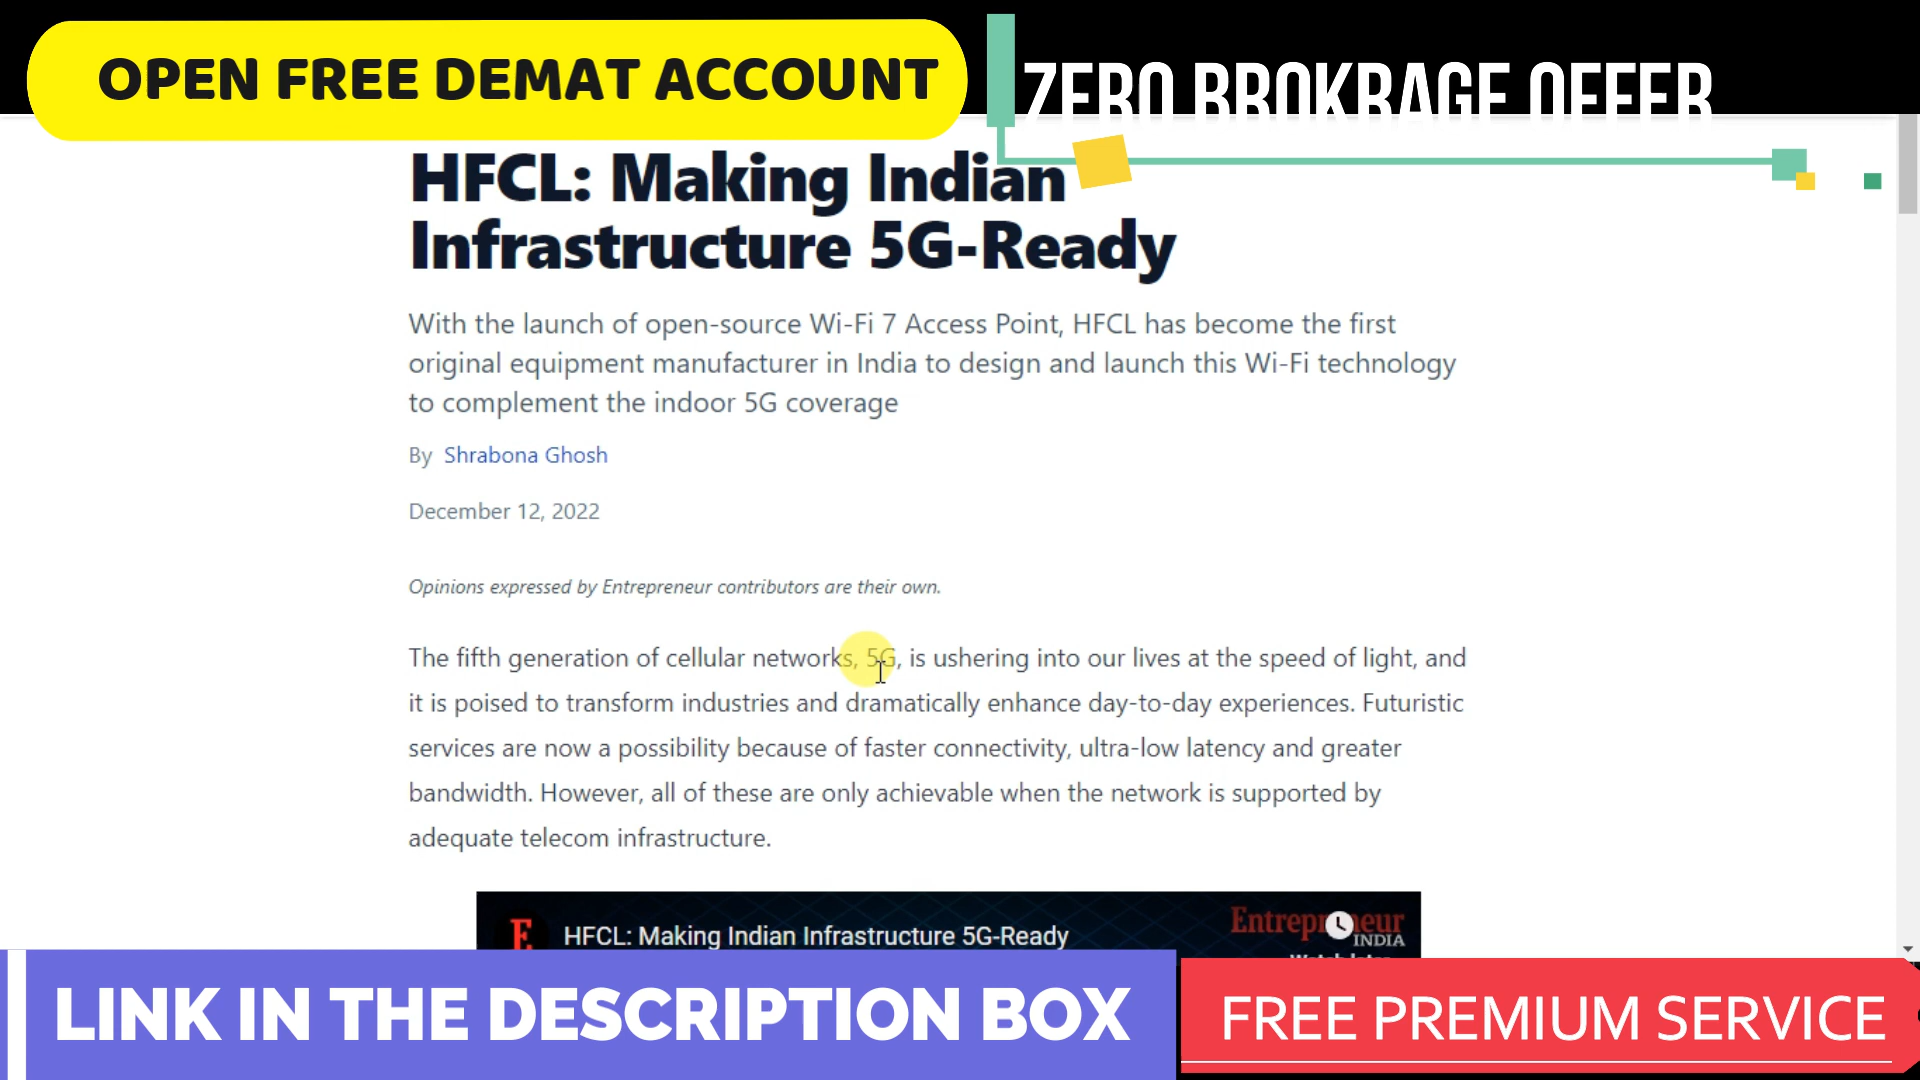 OPEN FREE DEMAT ACCOUNT
ZERO BROKRAGE OFFER
HFCL: Making Indian
Infrastructure 5G-Ready
With the launch of open-source Wi-Fi 7 Access Point, HFCL has become the first
original equipment manufacturer in India to design and launch this Wi-Fi technology
to complement the indoor 5G coverage
By Shrabona Ghosh
December 12, 2022
Opinions expressed by Entrepreneur contributors are their own.
The fifth generation of cellular networks, 5G, is ushering into our lives at the speed of light, and
it is poised to transform industries and dramatically enhance day-to-day experiences. Futuristic
services are now a possibility because of faster connectivity, ultra-low latency and greater
bandwidth. However, all of these are only achievable when the network is supported by
adequate telecom infrastructure.
E HFCL: Making Indian Infrastructure 5G-Ready
Entrepreneur
INDIA
Watch later
LINK IN THE DESCRIPTION BOX
FREE PREMIUM SERVICE